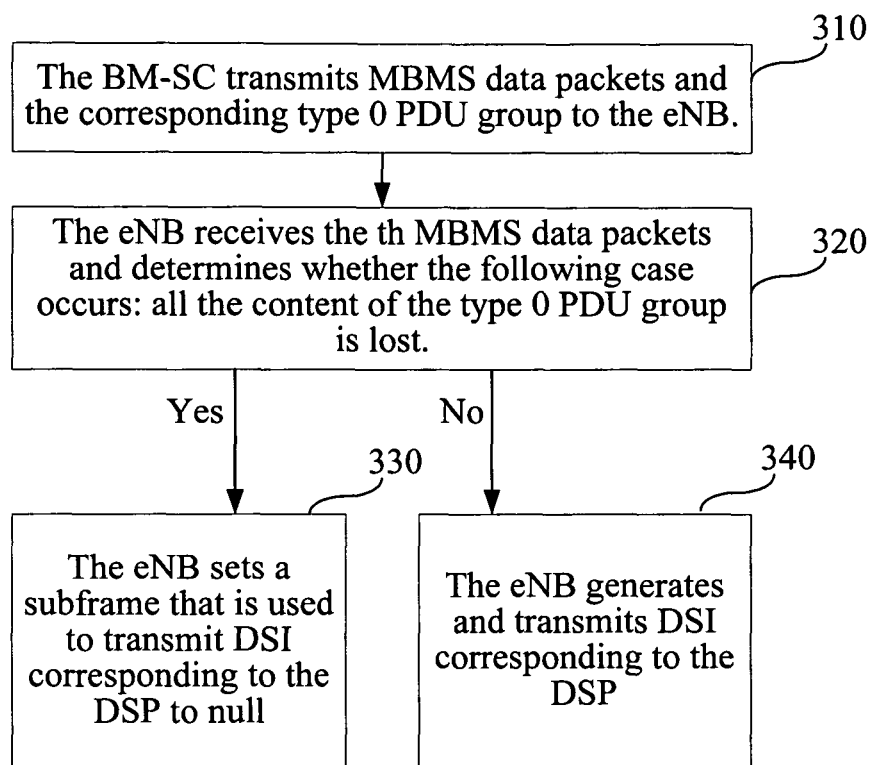 310
The BM-SC transmits MBMS data packets and
the corresponding type 0 PDU group to the eNB.
The eNB receives the th MBMS data packets
and determines whether the following case
occurs: all the content of the type 0 PDU group
is lost.
320
Yes
No
330
340
The eNB sets a
subframe that is used
to transmit DSI
corresponding to the
DSP to null
The eNB generates
and transmits DSI
corresponding to the
DSP